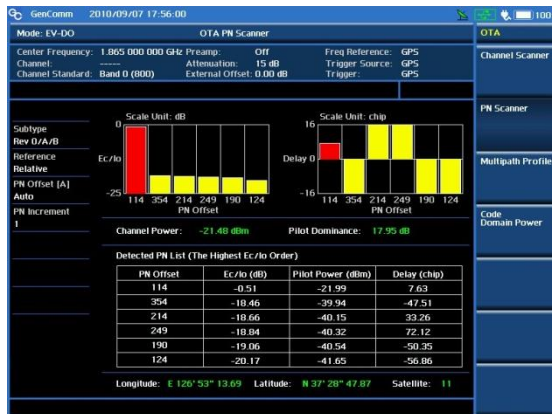 GenComm 2010/09/07 17:56:00 100
Mode: EV-DO OTA PN Scanner OTA
Center Frequency: 1.865 000 000 GHz Preamp: Off Freq Reference: GPS
Channel: ----- Attenuation: 15 dB Trigger Source: GPS
Channel Standard: Band 0 (800) External Offset: 0.00 dB Trigger: GPS
Channel Scanner
PN Scanner
Multipath Profile
Code
Domain Power
Subtype
Rev 0/A/B
Reference
Relative
PN Offset [A]
Auto
PN Increment
1
Scale Unit: dB
0
Ec/Io
-25
114 354 214 249 190 124
PN Offset
Scale Unit: chip
16
Delay 0
-16
114 354 214 249 190 124
PN Offset
Channel Power: -21.48 dBm Pilot Dominance: 17.95 dB
Detected PN List (The Highest Ec/Io Order)
PN Offset Ec/Io (dB) Pilot Power (dBm) Delay (chip)
114 -0.51 -21.99 7.63
354 -18.46 -39.94 -47.51
214 -18.66 -40.15 33.26
249 -18.84 -40.32 72.12
190 -19.06 -40.54 -50.35
124 -20.17 -41.65 -56.86
Longitude: E 126' 53" 13.69 Latitude: N 37' 28" 47.87 Satellite: 11